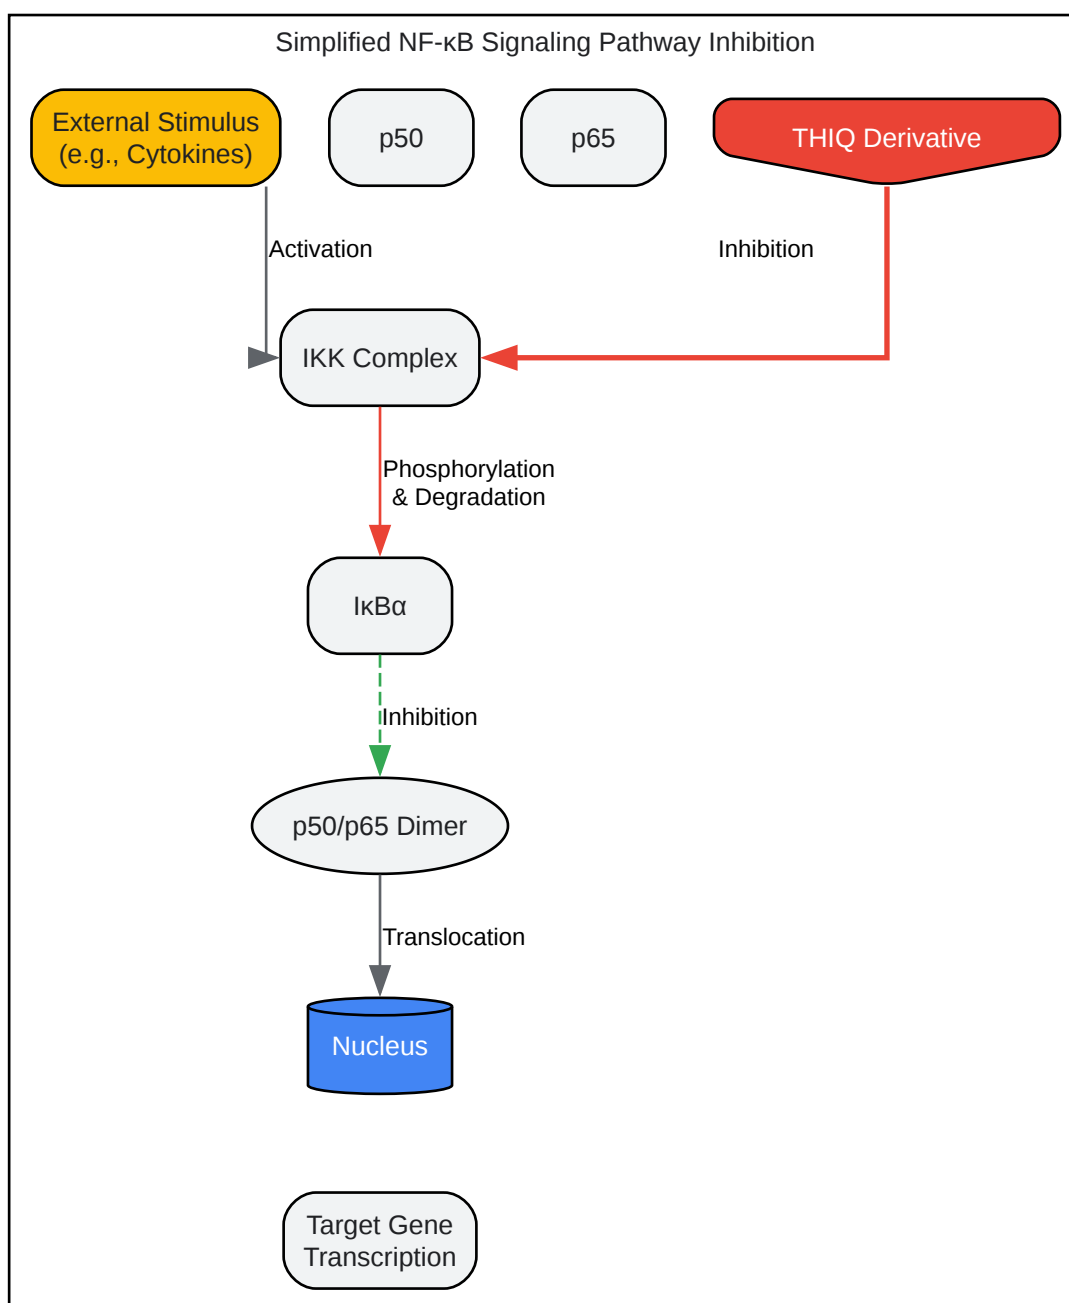 Simplified NF-κB Signaling Pathway Inhibition
External Stimulus
(e.g., Cytokines)
p50
p65
THIQ Derivative
Activation
Inhibition
IKK Complex
Phosphorylation
& Degradation
IκBα
Inhibition
p50/p65 Dimer
Translocation
Nucleus
Target Gene
Transcription